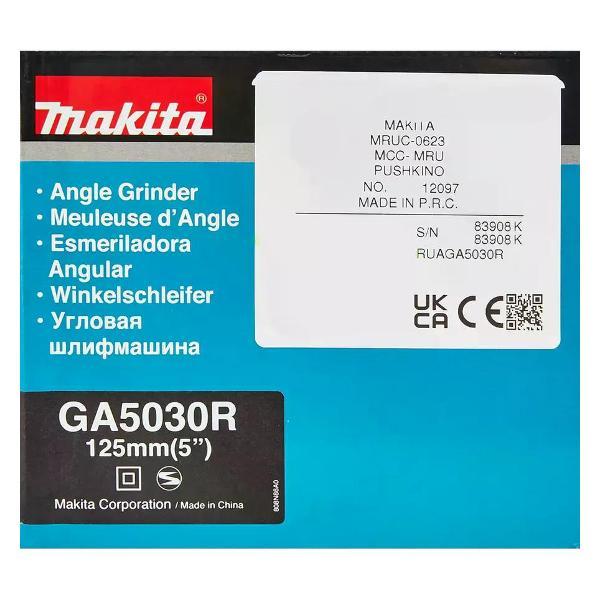 makita®
• Angle Grinder
• Meuleuse d’Angle
• Esmeriladora
Angular
• Winkelschleifer
• Угловая
шлифмашина
GA5030R
125mm(5”)
Makita Corporation / Made in China
MAKITA
MRUC-0623
MCC- MRU
PUSHKINO
NO. 12097
MADE IN P.R.C.
S/N 83908 K
83908 K
RUAGA5030R
UK
CA CE